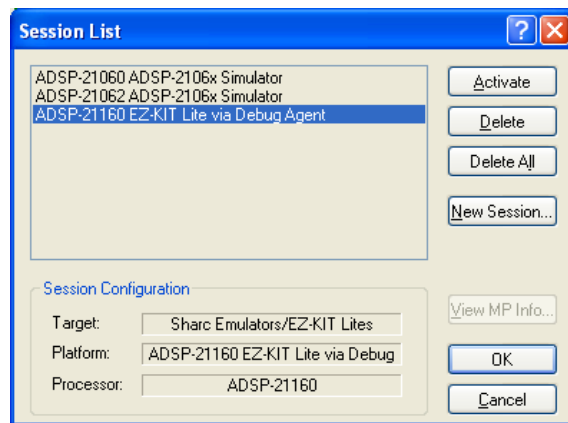 Session List
ADSP-21060 ADSP-2106x Simulator
ADSP-21062 ADSP-2106x Simulator
ADSP-21160 EZ-KIT Lite via Debug Agent
Activate
Delete
Delete All
New Session...
Session Configuration
Target: Sharc Emulators/EZ-KIT Lites
Platform: ADSP-21160 EZ-KIT Lite via Debug
Processor: ADSP-21160
View MP Info...
OK
Cancel